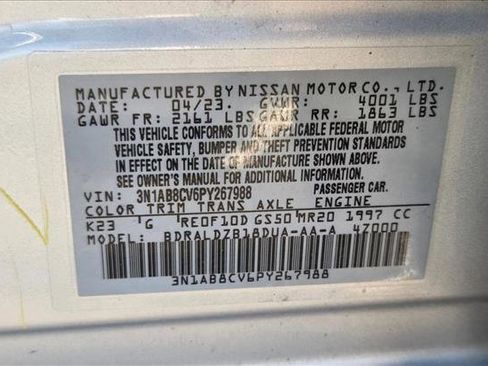 MANUFACTURED BY NISSAN MOTOR CO., LTD.
DATE: 04/23. GVWR: 4001 LBS
GAWR FR: 2161 LBS GAWR RR: 1863 LBS
THIS VEHICLE CONFORMS TO ALL APPLICABLE FEDERAL MOTOR
VEHICLE SAFETY, BUMPER AND THEFT PREVENTION STANDARDS
IN EFFECT ON THE DATE OF MANUFACTURE SHOWN ABOVE.
SEE OWNER'S MANUAL FOR ADDITIONAL INFORMATION.
VIN: 3N1AB8CV6PY267988 PASSENGER CAR.
COLOR TRIM TRANS AXLE ENGINE
K23 G RE0F10D GS50 MR20 1997 CC
MODEL: BDRALDZB18DUA-AA-A 47000
3N1AB8CV6PY267988